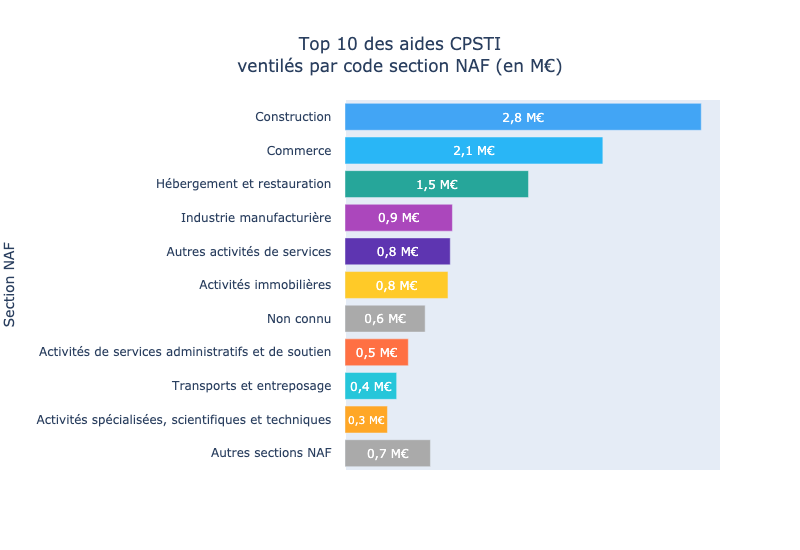 Top 10 des aides CPSTI
ventilés par code section NAF (en M€)
Section NAF
Construction 2,8 M€
Commerce 2,1 M€
Hébergement et restauration 1,5 M€
Industrie manufacturière 0,9 M€
Autres activités de services 0,8 M€
Activités immobilières 0,8 M€
Non connu 0,6 M€
Activités de services administratifs et de soutien 0,5 M€
Transports et entreposage 0,4 M€
Activités spécialisées, scientifiques et techniques 0,3 M€
Autres sections NAF 0,7 M€